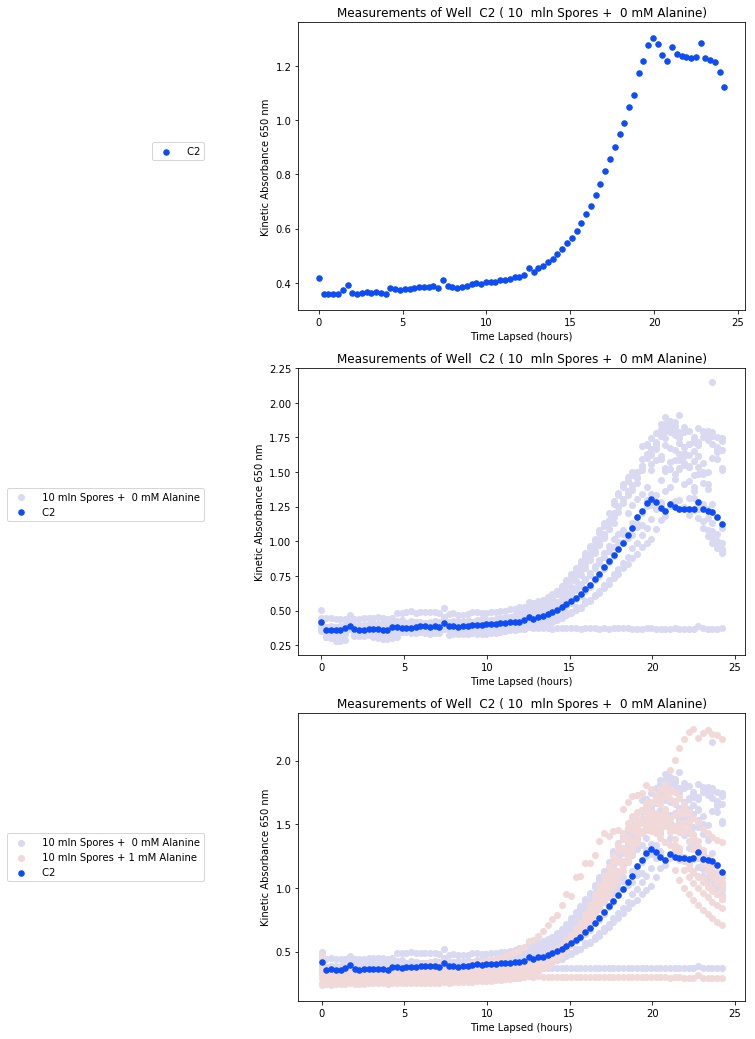 Measurements of Well  C2 ( 10  mln Spores +  0 mM Alanine)
C2
Kinetic Absorbance 650 nm
1.2
1.0
0.8
0.6
0.4
0 5 10 15 20 25
Time Lapsed (hours)
Measurements of Well  C2 ( 10  mln Spores +  0 mM Alanine)
10 mln Spores +  0 mM Alanine
C2
Kinetic Absorbance 650 nm
2.25
2.00
1.75
1.50
1.25
1.00
0.75
0.50
0.25
0 5 10 15 20 25
Time Lapsed (hours)
Measurements of Well  C2 ( 10  mln Spores +  0 mM Alanine)
10 mln Spores +  0 mM Alanine
10 mln Spores + 1 mM Alanine
C2
Kinetic Absorbance 650 nm
2.0
1.5
1.0
0.5
0 5 10 15 20 25
Time Lapsed (hours)